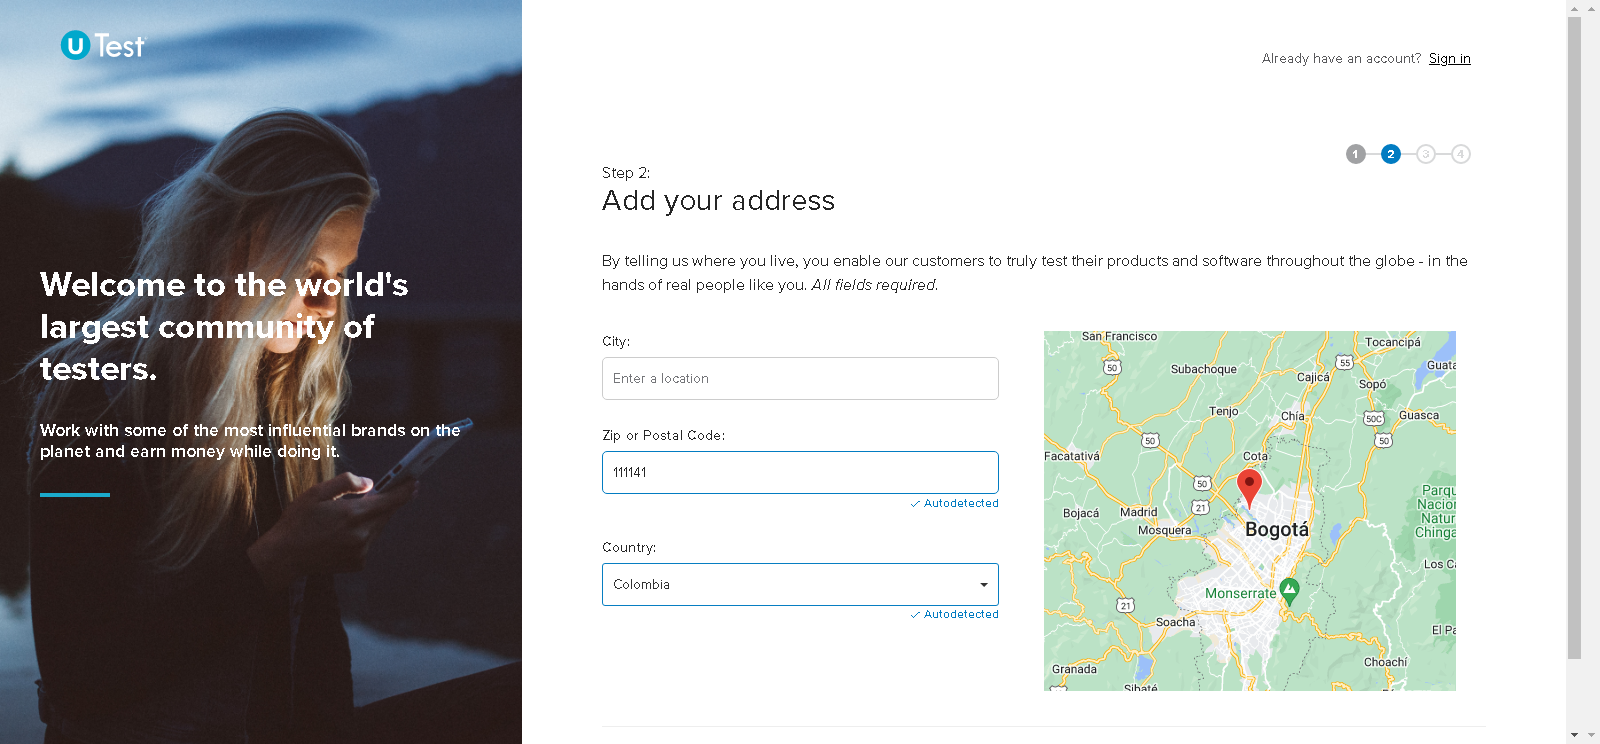 U Test
Welcome to the world's
largest community of
testers.
Work with some of the most influential brands on the
planet and earn money while doing it.
Already have an account? Sign in
1 2 3 4
Step 2:
Add your address
By telling us where you live, you enable our customers to truly test their products and software throughout the globe - in the
hands of real people like you. All fields required.
City:
Enter a location
Zip or Postal Code:
111141
✓ Autodetected
Country:
Colombia
✓ Autodetected
San Francisco
Tocancipá
50
55
Guata
Subachoque
Cajicá
Sopó
Tenjo
Chía
50C
Guasca
50
50
Facatativá
Cota
50
21
Parqu
Nacion
Natur
Chinga
Bojacá
Madrid
Mosquera
Bogotá
Los C
Monserrate
21
Soacha
El Pa
Choachí
Granada
Sibaté